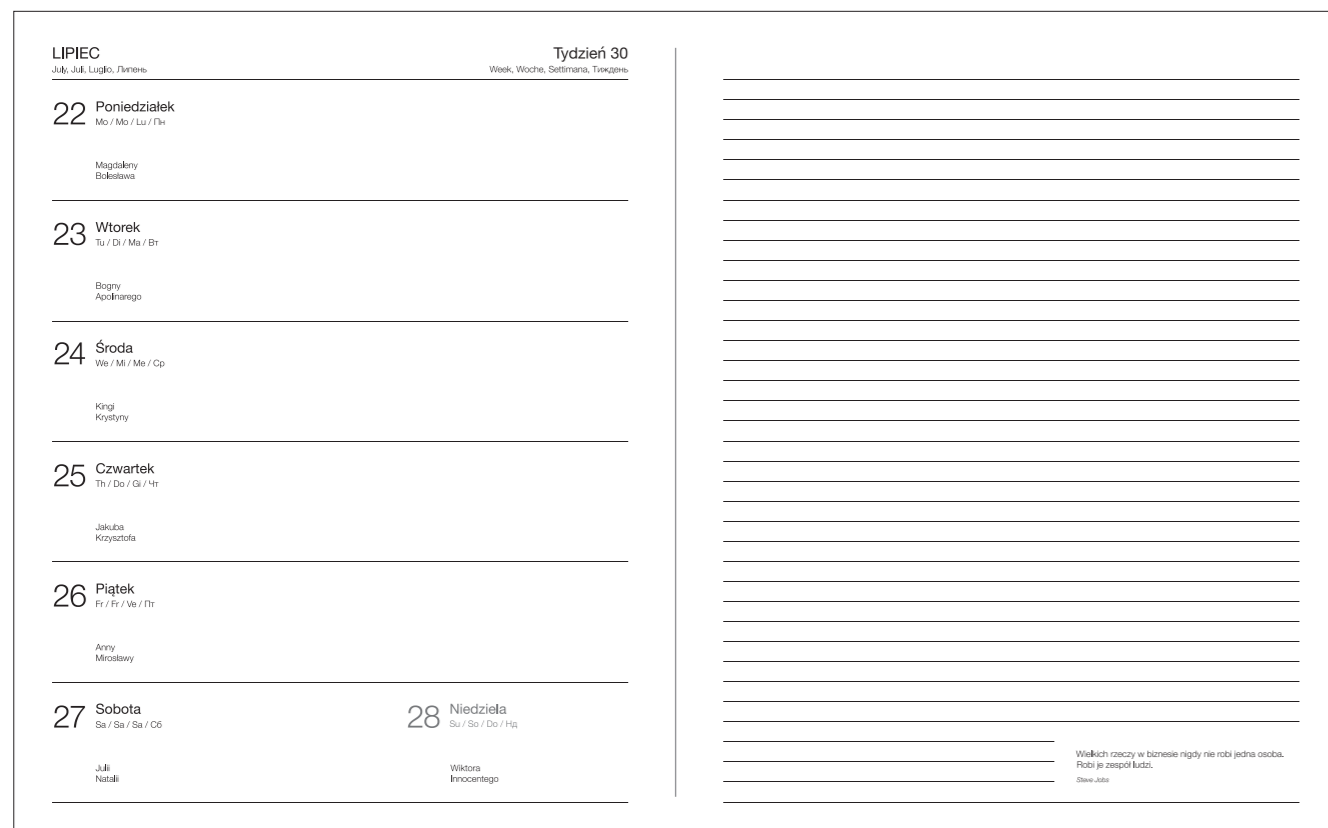 LIPIEC
July, Juli, Luglio, Липень
Tydzień 30
Week, Woche, Settimana, Тиждень
22 Poniedziałek
Mo / Mo / Lu / Пн
Magdaleny
Bolesława
23 Wtorek
Tu / Di / Ma / Вт
Bogny
Apolinarego
24 Środa
We / Mi / Me / Ср
Kingi
Krystyny
25 Czwartek
Th / Do / Gi / Чт
Jakuba
Krzysztofa
26 Piątek
Fr / Fr / Ve / Пт
Anny
Mirosławy
27 Sobota
Sa / Sa / Sa / Сб
Julii
Natalii
28 Niedziela
Su / So / Do / Нд
Wiktora
Innocentego
Wielkich rzeczy w biznesie nigdy nie robi jedna osoba.
Robi je zespół ludzi.
Steve Jobs